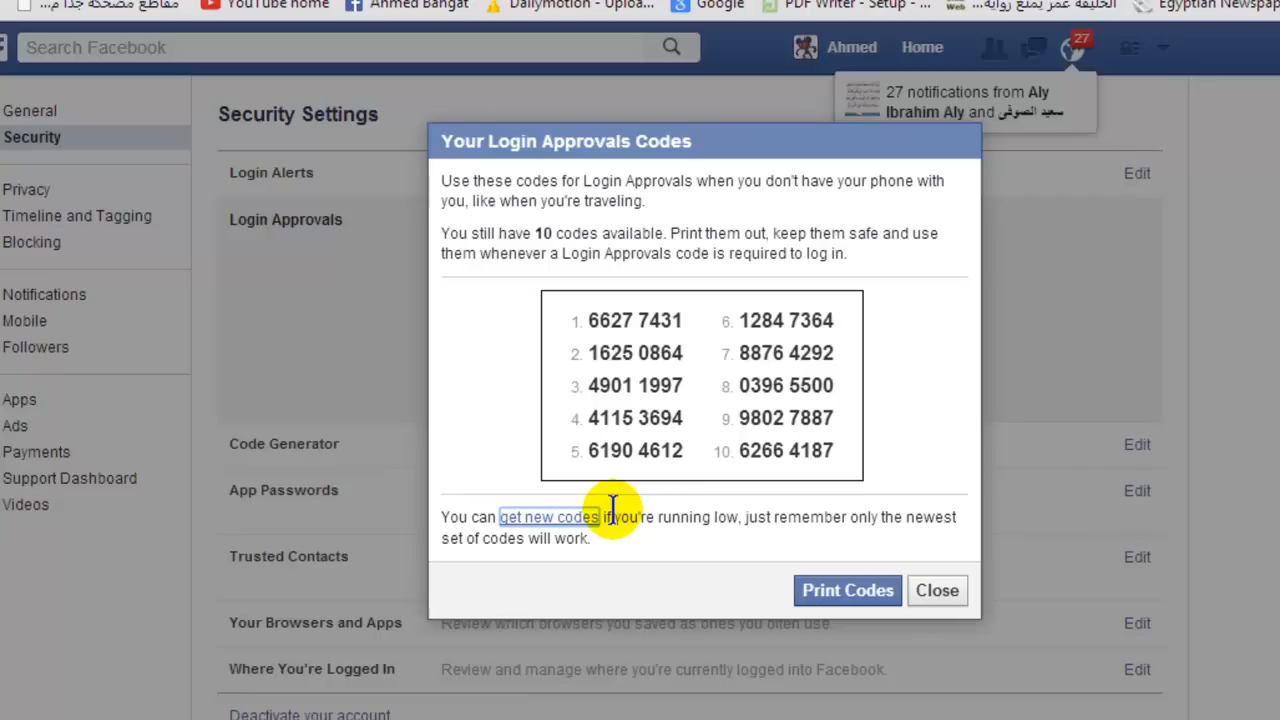 YouTube home Ahmed Bangat Dailymotion - Uploa... Google PDF Writer - Setup - ... الخليفة عمر يمنع رواية... Egyptian Newspap
Search Facebook
Ahmed Home 27
27 notifications from Aly
Ibrahim Aly and سعيد الصوفى
General
Security
Privacy
Timeline and Tagging
Blocking
Notifications
Mobile
Followers
Apps
Ads
Payments
Support Dashboard
Videos
Security Settings
Login Alerts Edit
Login Approvals
Code Generator Edit
App Passwords Edit
Trusted Contacts Edit
Your Browsers and Apps Review which browsers you saved as ones you often use. Edit
Where You're Logged In Review and manage where you're currently logged into Facebook. Edit
Deactivate your account
Your Login Approvals Codes
Use these codes for Login Approvals when you don't have your phone with
you, like when you're traveling.
You still have 10 codes available. Print them out, keep them safe and use
them whenever a Login Approvals code is required to log in.
1. 6627 7431 6. 1284 7364
2. 1625 0864 7. 8876 4292
3. 4901 1997 8. 0396 5500
4. 4115 3694 9. 9802 7887
5. 6190 4612 10. 6266 4187
You can get new codes if you're running low, just remember only the newest
set of codes will work.
Print Codes Close